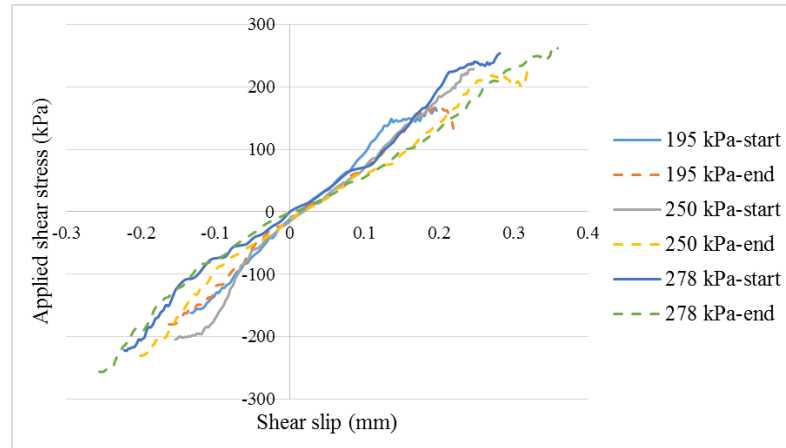 300
200
100
0
-0.3 -0.2 -0.1 0 0.1 0.2 0.3 0.4
-100
-200
-300
Applied shear stress (kPa)
Shear slip (mm)
195 kPa-start
195 kPa-end
250 kPa-start
250 kPa-end
278 kPa-start
278 kPa-end